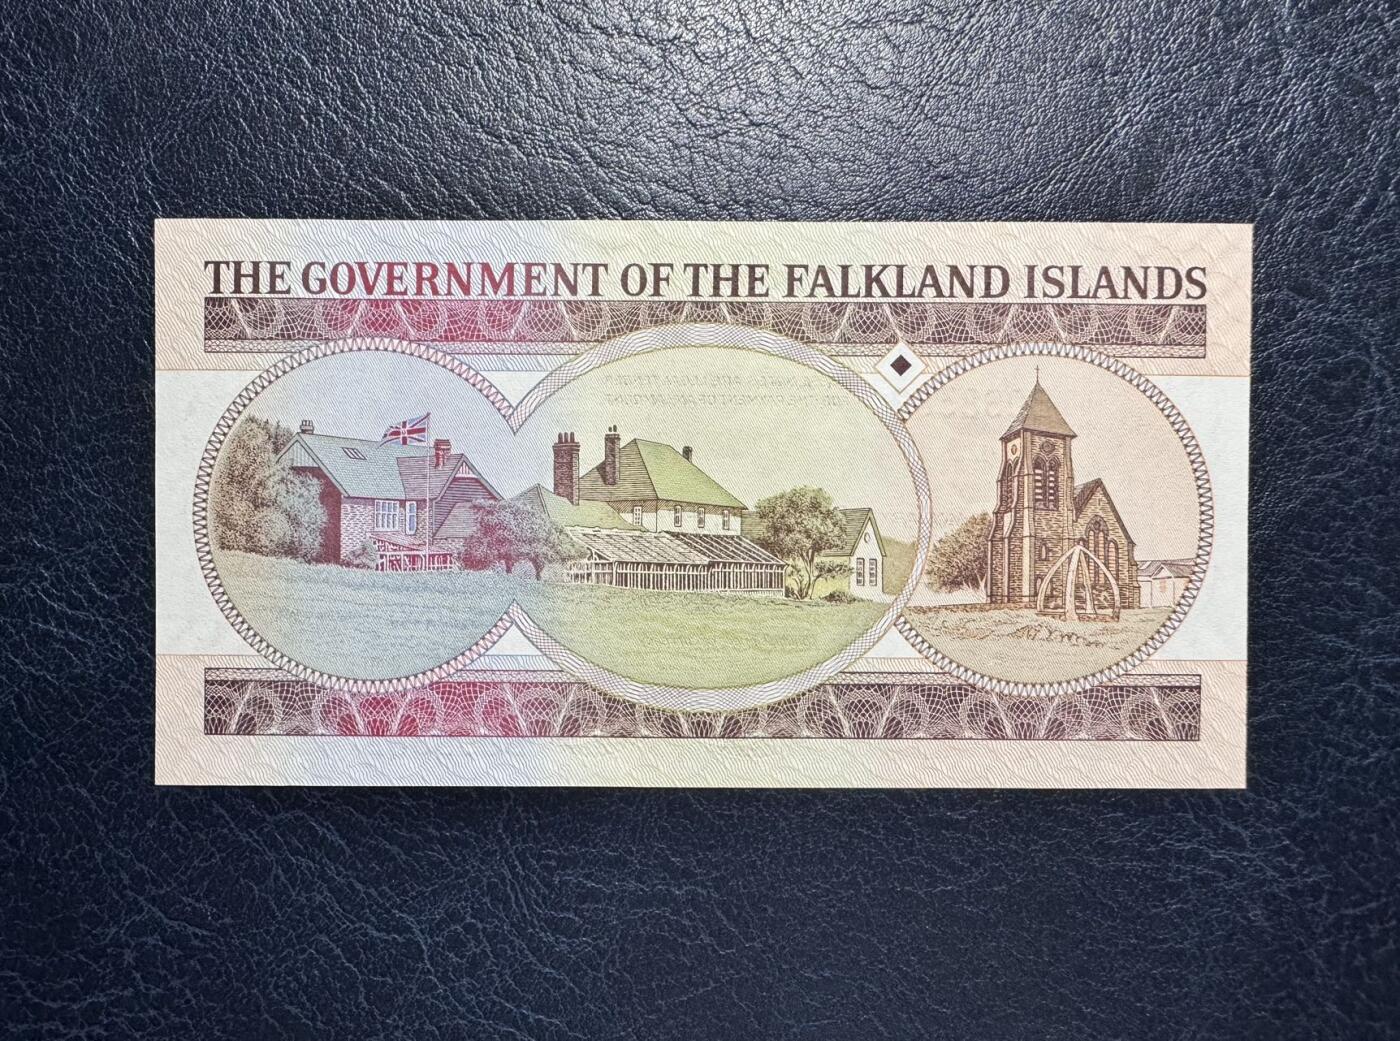 THE GOVERNMENT OF THE FALKLAND ISLANDS